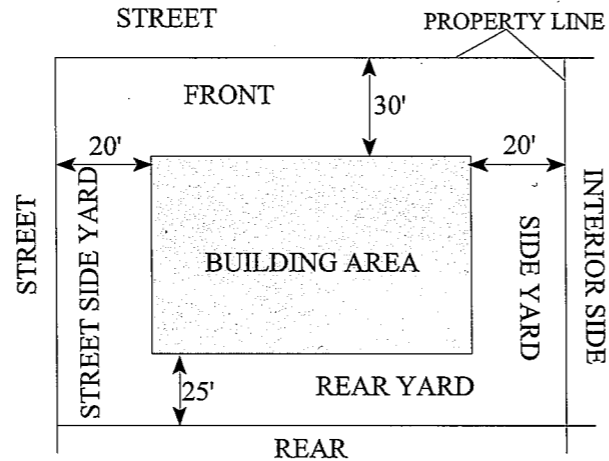 STREET
PROPERTY LINE
FRONT
30'
20'
20'
STREET
STREET SIDE YARD
BUILDING AREA
SIDE YARD
INTERIOR SIDE
25'
REAR YARD
REAR